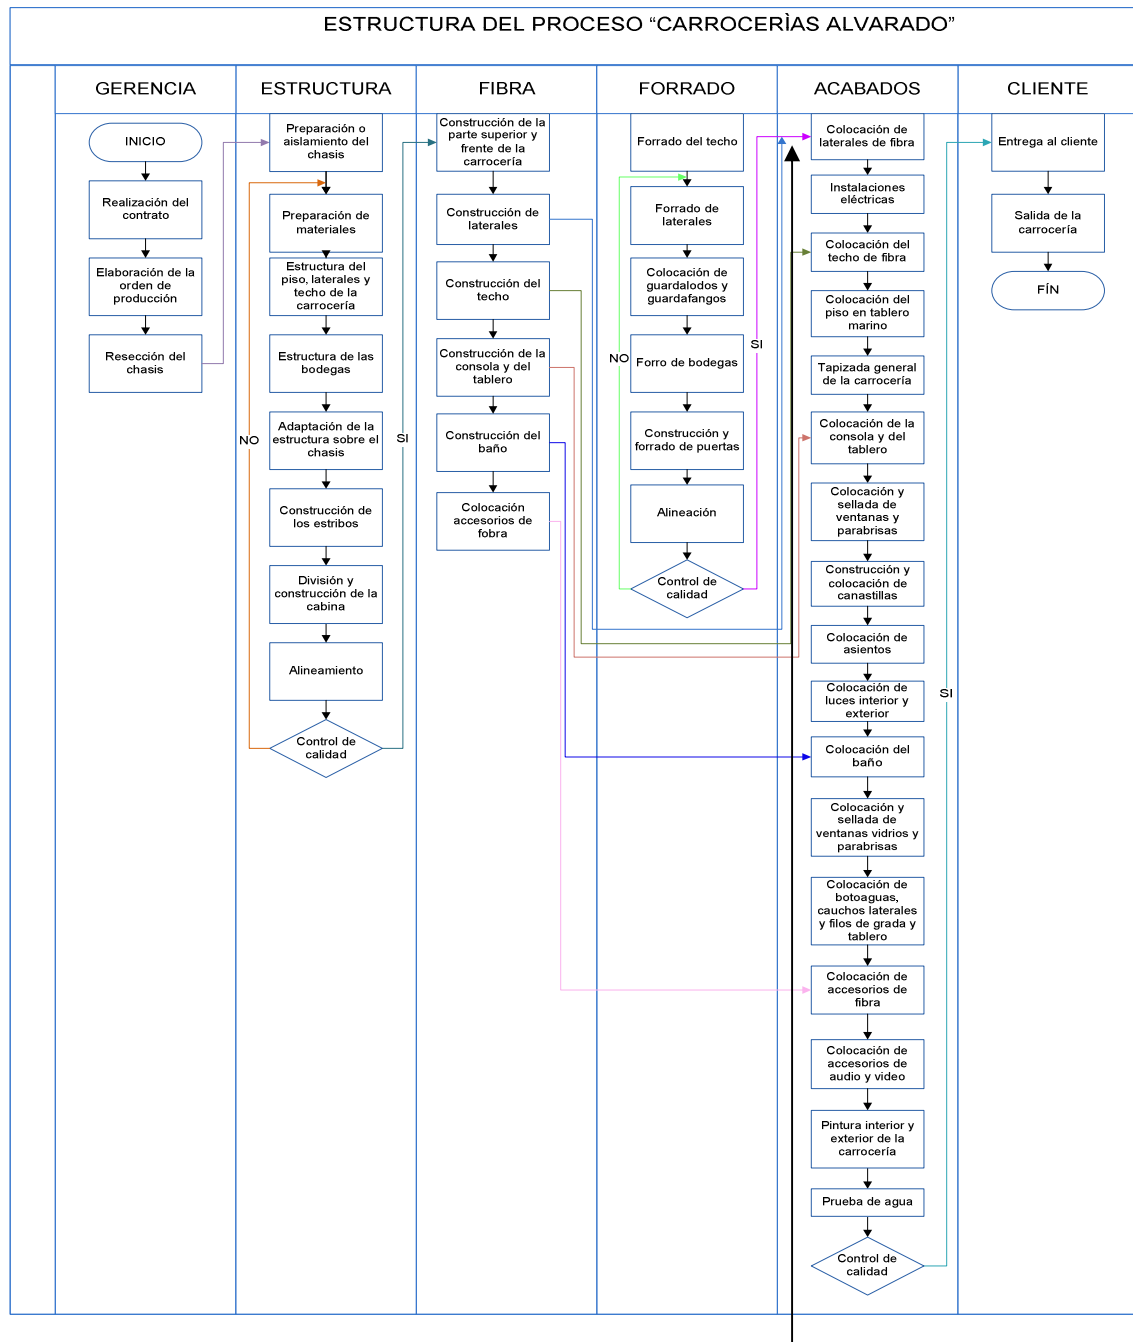 ESTRUCTURA DEL PROCESO “CARROCERÌAS ALVARADO”
GERENCIA
INICIO
Realización del
contrato
Elaboración de la
orden de
producción
Resección del
chasis
ESTRUCTURA
Preparación o
aislamiento del
chasis
Preparación de
materiales
Estructura del
piso, laterales y
techo de la
carrocería
Estructura de las
bodegas
Adaptación de la
estructura sobre el
chasis
NO
SI
Construcción de
los estribos
División y
construcción de la
cabina
Alineamiento
Control de
calidad
FIBRA
Construcción de la
parte superior y
frente de la
carrocería
Construcción de
laterales
Construcción del
techo
Construcción de la
consola y del
tablero
Construcción del
baño
Colocación
accesorios de
fobra
FORRADO
Forrado del techo
Forrado de
laterales
Colocación de
guardalodos y
guardafangos
NO
SI
Forro de bodegas
Construcción y
forrado de puertas
Alineación
Control de
calidad
ACABADOS
Colocación de
laterales de fibra
Instalaciones
eléctricas
Colocación del
techo de fibra
Colocación del
piso en tablero
marino
Tapizada general
de la carrocería
Colocación de la
consola y del
tablero
Colocación y
sellada de
ventanas y
parabrisas
Construcción y
colocación de
canastillas
Colocación de
asientos
Colocación de
luces interior y
exterior
SI
Colocación del
baño
Colocación y
sellada de
ventanas vidrios y
parabrisas
Colocación de
botoaguas,
cauchos laterales
y filos de grada y
tablero
Colocación de
accesorios de
fibra
Colocación de
accesorios de
audio y video
Pintura interior y
exterior de la
carrocería
Prueba de agua
Control de
calidad
CLIENTE
Entrega al cliente
Salida de la
carrocería
FÍN